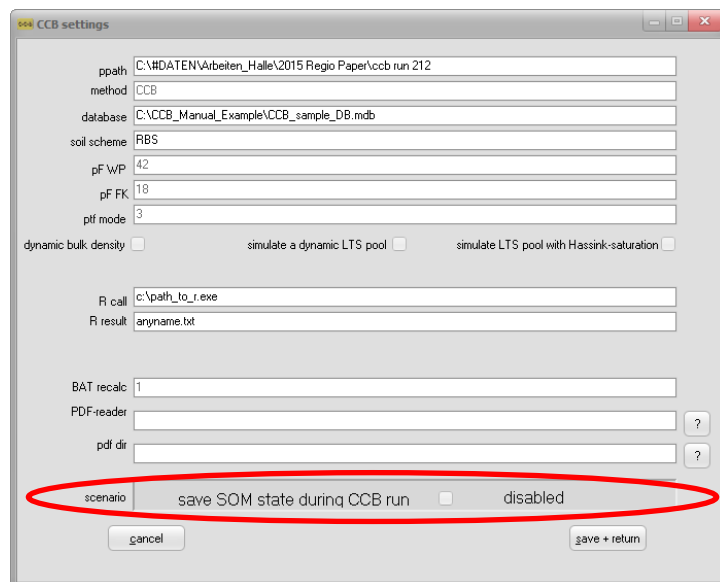 CCB settings
ppath C:\#DATEN\Arbeiten_Halle\2015 Regio Paper\ccb run 212
method CCB
database C:\CCB_Manual_Example\CCB_sample_DB.mdb
soil scheme RBS
pF WP 42
pF FK 18
ptf mode 3
dynamic bulk density simulate a dynamic LTS pool simulate LTS pool with Hassink-saturation
R call c:\path_to_r.exe
R result anyname.txt
BAT recalc 1
PDF-reader ?
pdf dir ?
scenario save SOM state during CCB run disabled
cancel save + return